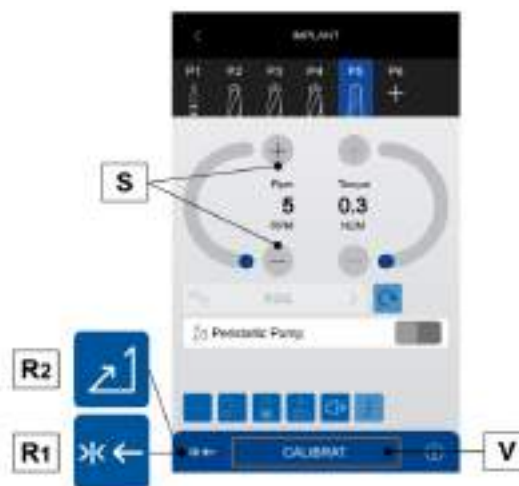 IMPLANT
P1 P2 P3 P4 P5 P6
S
Rpm Torque
5 0.3
RPM NCM
Peristaltic Pump
R2
R1
CALIBRAT
V